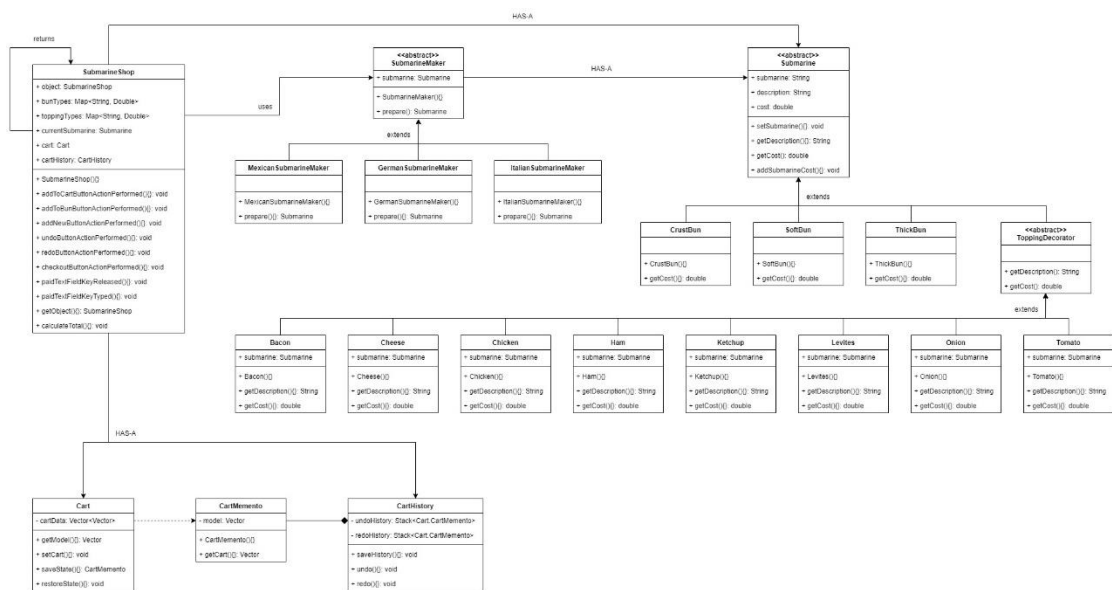 HAS-A
returns
SubmarineShop
+ object: SubmarineShop
+ bunTypes: Map<String, Double>
+ toppingTypes: Map<String, Double>
+ currentSubmarine: Submarine
+ cart: Cart
+ cartHistory: CartHistory
+ SubmarineShop(){}
+ addToCartButtonActionPerformed(){}: void
+ addToBunButtonActionPerformed(){}: void
+ addNewButtonActionPerformed(){}: void
+ undoButtonActionPerformed(){}: void
+ redoButtonActionPerformed(){}: void
+ checkoutButtonActionPerformed(){}: void
+ paidTextFieldKeyReleased(){}: void
+ paidTextFieldKeyTyped(){}: void
+ getObject(){}: SubmarineShop
+ calculateTotal(){}: void
uses
<<abstract>>
SubmarineMaker
+ submarine: Submarine
+ SubmarineMaker(){}
+ prepare(): Submarine
HAS-A
<<abstract>>
Submarine
+ submarine: String
+ description: String
+ cost: double
+ setSubmarine(){}: void
+ getDescription(){}: String
+ getCost(): double
+ addSubmarineCost(){}: void
extends
MexicanSubmarineMaker
+ MexicanSubmarineMaker(){}
+ prepare(){}: Submarine
GermanSubmarineMaker
+ GermanSubmarineMaker(){}
+ prepare(){}: Submarine
ItalianSubmarineMaker
+ ItalianSubmarineMaker(){}
+ prepare(){}: Submarine
extends
CrustBun
+ CrustBun(){}
+ getCost(){}: double
SoftBun
+ SoftBun(){}
+ getCost(){}: double
ThickBun
+ ThickBun(){}
+ getCost(){}: double
<<abstract>>
ToppingDecorator
+ getDescription(): String
+ getCost(): double
extends
Bacon
+ submarine: Submarine
+ Bacon(){}
+ getDescription(){}: String
+ getCost(){}: double
Cheese
+ submarine: Submarine
+ Cheese(){}
+ getDescription(){}: String
+ getCost(){}: double
Chicken
+ submarine: Submarine
+ Chicken(){}
+ getDescription(){}: String
+ getCost(){}: double
Ham
+ submarine: Submarine
+ Ham(){}
+ getDescription(){}: String
+ getCost(){}: double
Ketchup
+ submarine: Submarine
+ Ketchup(){}
+ getDescription(){}: String
+ getCost(){}: double
Levites
+ submarine: Submarine
+ Levites(){}
+ getDescription(){}: String
+ getCost(){}: double
Onion
+ submarine: Submarine
+ Onion(){}
+ getDescription(){}: String
+ getCost(){}: double
Tomato
+ submarine: Submarine
+ Tomato(){}
+ getDescription(){}: String
+ getCost(){}: double
HAS-A
Cart
- cartData: Vector<Vector>
+ getModel(){}: Vector
+ setCart(){}: void
+ saveState(){}: CartMemento
+ restoreState(){}: void
CartMemento
- model: Vector
+ CartMemento(){}
+ getCart(){}: Vector
CartHistory
- undoHistory: Stack<Cart.CartMemento>
- redoHistory: Stack<Cart.CartMemento>
+ saveHistory(){}: void
+ undo(){}: void
+ redo(){}: void